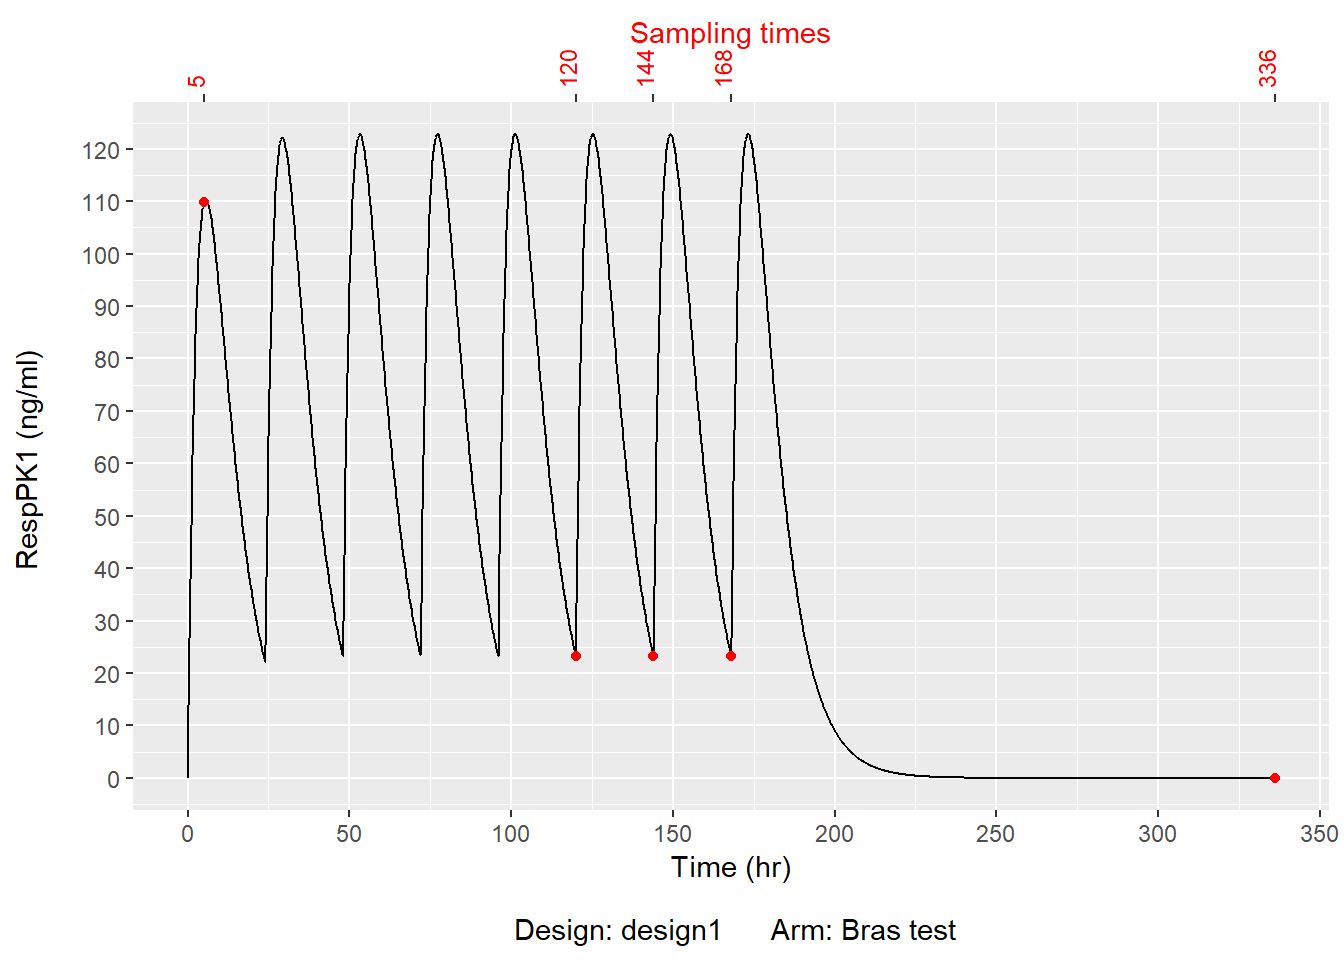 Sampling times
5 120 144 168 336
RespPK1 (ng/ml)
120
110
100
90
80
70
60
50
40
30
20
10
0
0 50 100 150 200 250 300 350
Time (hr)
Design: design1 Arm: Bras test